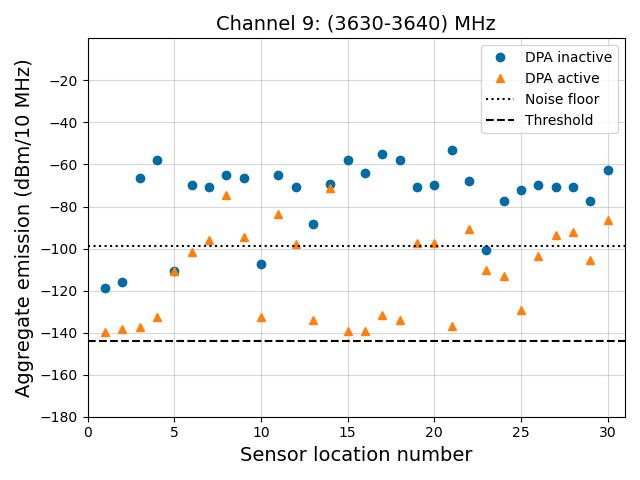 Channel 9: (3630-3640) MHz
DPA inactive
DPA active
Noise floor
Threshold
Aggregate emission (dBm/10 MHz)
−20
−40
−60
−80
−100
−120
−140
−160
−180
0 5 10 15 20 25 30
Sensor location number